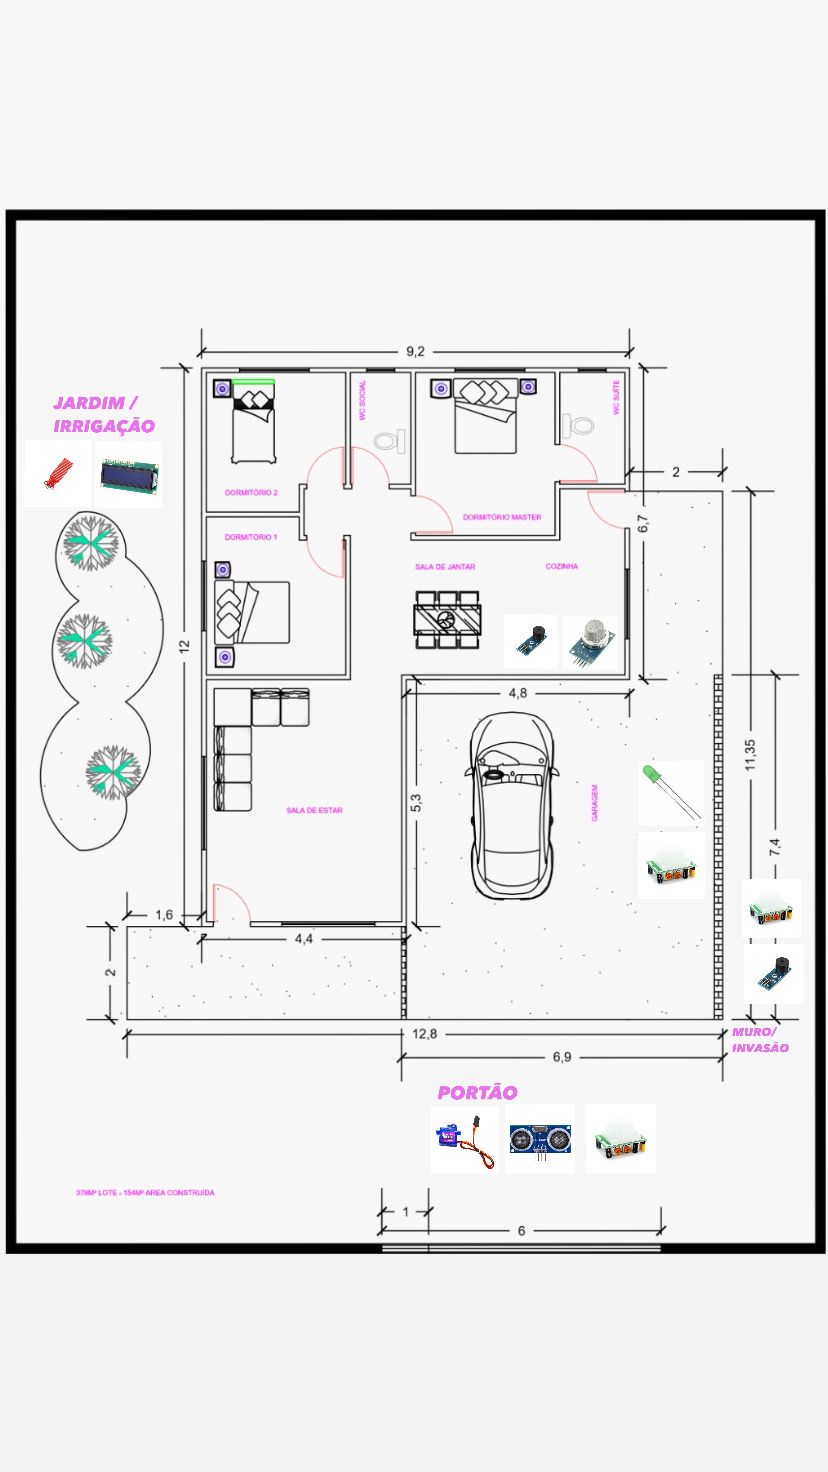 9,2
JARDIM /
IRRIGAÇÃO
WC SOCIAL
WC SUÍTE
2
DORMITÓRIO 2
DORMITÓRIO MASTER
6,7
DORMITÓRIO 1
SALA DE JANTAR
COZINHA
12
4,8
11,35
5,3
GARAGEM
SALA DE ESTAR
7,4
1,6
4,4
2
12,8
MURO/
INVASÃO
6,9
PORTÃO
378M² LOTE - 154M² AREA CONSTRUÍDA
1
6